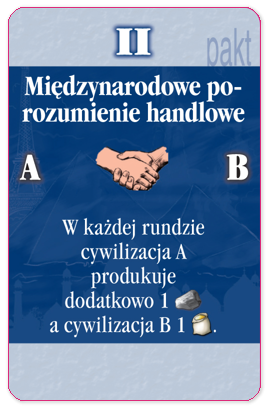 II
pakt
Międzynarodowe po-
rozumienie handlowe
A B
W każdej rundzie
cywilizacja A
produkuje
dodatkowo 1
a cywilizacja B 1 .